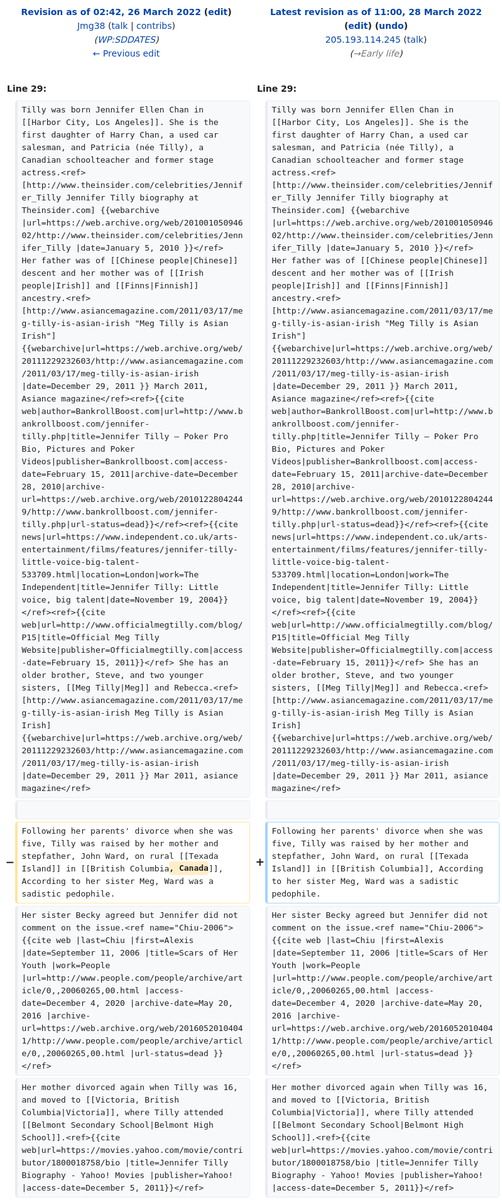 Revision as of 02:42, 26 March 2022 (edit)
Jmg38 (talk | contribs)
(WP:SDDATES)
← Previous edit
Latest revision as of 11:00, 28 March 2022
(edit) (undo)
205.193.114.245 (talk)
(→Early life)
Line 29:
Line 29:
Tilly was born Jennifer Ellen Chan in
[[Harbor City, Los Angeles]]. She is the
first daughter of Harry Chan, a used car
salesman, and Patricia (née Tilly), a
Canadian schoolteacher and former stage
actress.<ref>
[http://www.theinsider.com/celebrities/Jennif
er_Tilly Jennifer Tilly biography at
Theinsider.com] {{webarchive
|url=https://web.archive.org/web/201001050946
02/http://www.theinsider.com/celebrities/Jenn
ifer_Tilly |date=January 5, 2010 }}</ref>
Her father was of [[Chinese people|Chinese]]
descent and her mother was of [[Irish
people|Irish]] and [[Finns|Finnish]]
ancestry.<ref>
[http://www.asiancemagazine.com/2011/03/17/me
g-tilly-is-asian-irish "Meg Tilly is Asian
Irish"]
{{webarchive|url=https://web.archive.org/web/
20111229232603/http://www.asiancemagazine.com
/2011/03/17/meg-tilly-is-asian-irish
|date=December 29, 2011 }} March 2011,
Asiance magazine</ref><ref>{{cite
web|author=BankrollBoost.com|url=http://www.b
ankrollboost.com/jennifer-
tilly.php|title=Jennifer Tilly – Poker Pro
Bio, Pictures and Poker
Videos|publisher=Bankrollboost.com|access-
date=February 15, 2011|archive-date=December
28, 2010|archive-
url=https://web.archive.org/web/2010122804244
9/http://www.bankrollboost.com/jennifer-
tilly.php|url-status=dead}}</ref><ref>{{cite
news|url=https://www.independent.co.uk/arts-
entertainment/films/features/jennifer-tilly-
little-voice-big-talent-
533709.html|location=London|work=The
Independent|title=Jennifer Tilly: Little
voice, big talent|date=November 19, 2004}}
</ref><ref>{{cite
web|url=http://www.officialmegtilly.com/blog/
P15|title=Official Meg Tilly
Website|publisher=Officialmegtilly.com|access
-date=February 15, 2011}}</ref> She has an
older brother, Steve, and two younger
sisters, [[Meg Tilly|Meg]] and Rebecca.<ref>
[http://www.asiancemagazine.com/2011/03/17/me
g-tilly-is-asian-irish Meg Tilly is Asian
Irish]
{{webarchive|url=https://web.archive.org/web/
20111229232603/http://www.asiancemagazine.com
/2011/03/17/meg-tilly-is-asian-irish
|date=December 29, 2011 }} Mar 2011, asiance
magazine</ref>
Tilly was born Jennifer Ellen Chan in
[[Harbor City, Los Angeles]]. She is the
first daughter of Harry Chan, a used car
salesman, and Patricia (née Tilly), a
Canadian schoolteacher and former stage
actress.<ref>
[http://www.theinsider.com/celebrities/Jennif
er_Tilly Jennifer Tilly biography at
Theinsider.com] {{webarchive
|url=https://web.archive.org/web/201001050946
02/http://www.theinsider.com/celebrities/Jenn
ifer_Tilly |date=January 5, 2010 }}</ref>
Her father was of [[Chinese people|Chinese]]
descent and her mother was of [[Irish
people|Irish]] and [[Finns|Finnish]]
ancestry.<ref>
[http://www.asiancemagazine.com/2011/03/17/me
g-tilly-is-asian-irish "Meg Tilly is Asian
Irish"]
{{webarchive|url=https://web.archive.org/web/
20111229232603/http://www.asiancemagazine.com
/2011/03/17/meg-tilly-is-asian-irish
|date=December 29, 2011 }} March 2011,
Asiance magazine</ref><ref>{{cite
web|author=BankrollBoost.com|url=http://www.b
ankrollboost.com/jennifer-
tilly.php|title=Jennifer Tilly – Poker Pro
Bio, Pictures and Poker
Videos|publisher=Bankrollboost.com|access-
date=February 15, 2011|archive-date=December
28, 2010|archive-
url=https://web.archive.org/web/2010122804244
9/http://www.bankrollboost.com/jennifer-
tilly.php|url-status=dead}}</ref><ref>{{cite
news|url=https://www.independent.co.uk/arts-
entertainment/films/features/jennifer-tilly-
little-voice-big-talent-
533709.html|location=London|work=The
Independent|title=Jennifer Tilly: Little
voice, big talent|date=November 19, 2004}}
</ref><ref>{{cite
web|url=http://www.officialmegtilly.com/blog/
P15|title=Official Meg Tilly
Website|publisher=Officialmegtilly.com|access
-date=February 15, 2011}}</ref> She has an
older brother, Steve, and two younger
sisters, [[Meg Tilly|Meg]] and Rebecca.<ref>
[http://www.asiancemagazine.com/2011/03/17/me
g-tilly-is-asian-irish Meg Tilly is Asian
Irish]
{{webarchive|url=https://web.archive.org/web/
20111229232603/http://www.asiancemagazine.com
/2011/03/17/meg-tilly-is-asian-irish
|date=December 29, 2011 }} Mar 2011, asiance
magazine</ref>
−
Following her parents' divorce when she was
five, Tilly was raised by her mother and
stepfather, John Ward, on rural [[Texada
Island]] in [[British Columbia, Canada]],
According to her sister Meg, Ward was a
sadistic pedophile.
+
Following her parents' divorce when she was
five, Tilly was raised by her mother and
stepfather, John Ward, on rural [[Texada
Island]] in [[British Columbia]], According
to her sister Meg, Ward was a sadistic
pedophile.
Her sister Becky agreed but Jennifer did not
comment on the issue.<ref name="Chiu-2006">
{{cite web |last=Chiu |first=Alexis
|date=September 11, 2006 |title=Scars of Her
Youth |work=People
|url=http://www.people.com/people/archive/art
icle/0,,20060265,00.html |access-
date=December 4, 2020 |archive-date=May 20,
2016 |archive-
url=https://web.archive.org/web/2016052010404
1/http://www.people.com/people/archive/articl
e/0,,20060265,00.html |url-status=dead }}
</ref>
Her sister Becky agreed but Jennifer did not
comment on the issue.<ref name="Chiu-2006">
{{cite web |last=Chiu |first=Alexis
|date=September 11, 2006 |title=Scars of Her
Youth |work=People
|url=http://www.people.com/people/archive/art
icle/0,,20060265,00.html |access-
date=December 4, 2020 |archive-date=May 20,
2016 |archive-
url=https://web.archive.org/web/2016052010404
1/http://www.people.com/people/archive/articl
e/0,,20060265,00.html |url-status=dead }}
</ref>
Her mother divorced again when Tilly was 16,
and moved to [[Victoria, British
Columbia|Victoria]], where Tilly attended
[[Belmont Secondary School|Belmont High
School]].<ref>{{cite
web|url=https://movies.yahoo.com/movie/contri
butor/1800018758/bio |title=Jennifer Tilly
Biography - Yahoo! Movies |publisher=Yahoo!
|access-date=December 5, 2011}}</ref>
Her mother divorced again when Tilly was 16,
and moved to [[Victoria, British
Columbia|Victoria]], where Tilly attended
[[Belmont Secondary School|Belmont High
School]].<ref>{{cite
web|url=https://movies.yahoo.com/movie/contri
butor/1800018758/bio |title=Jennifer Tilly
Biography - Yahoo! Movies |publisher=Yahoo!
|access-date=December 5, 2011}}</ref>